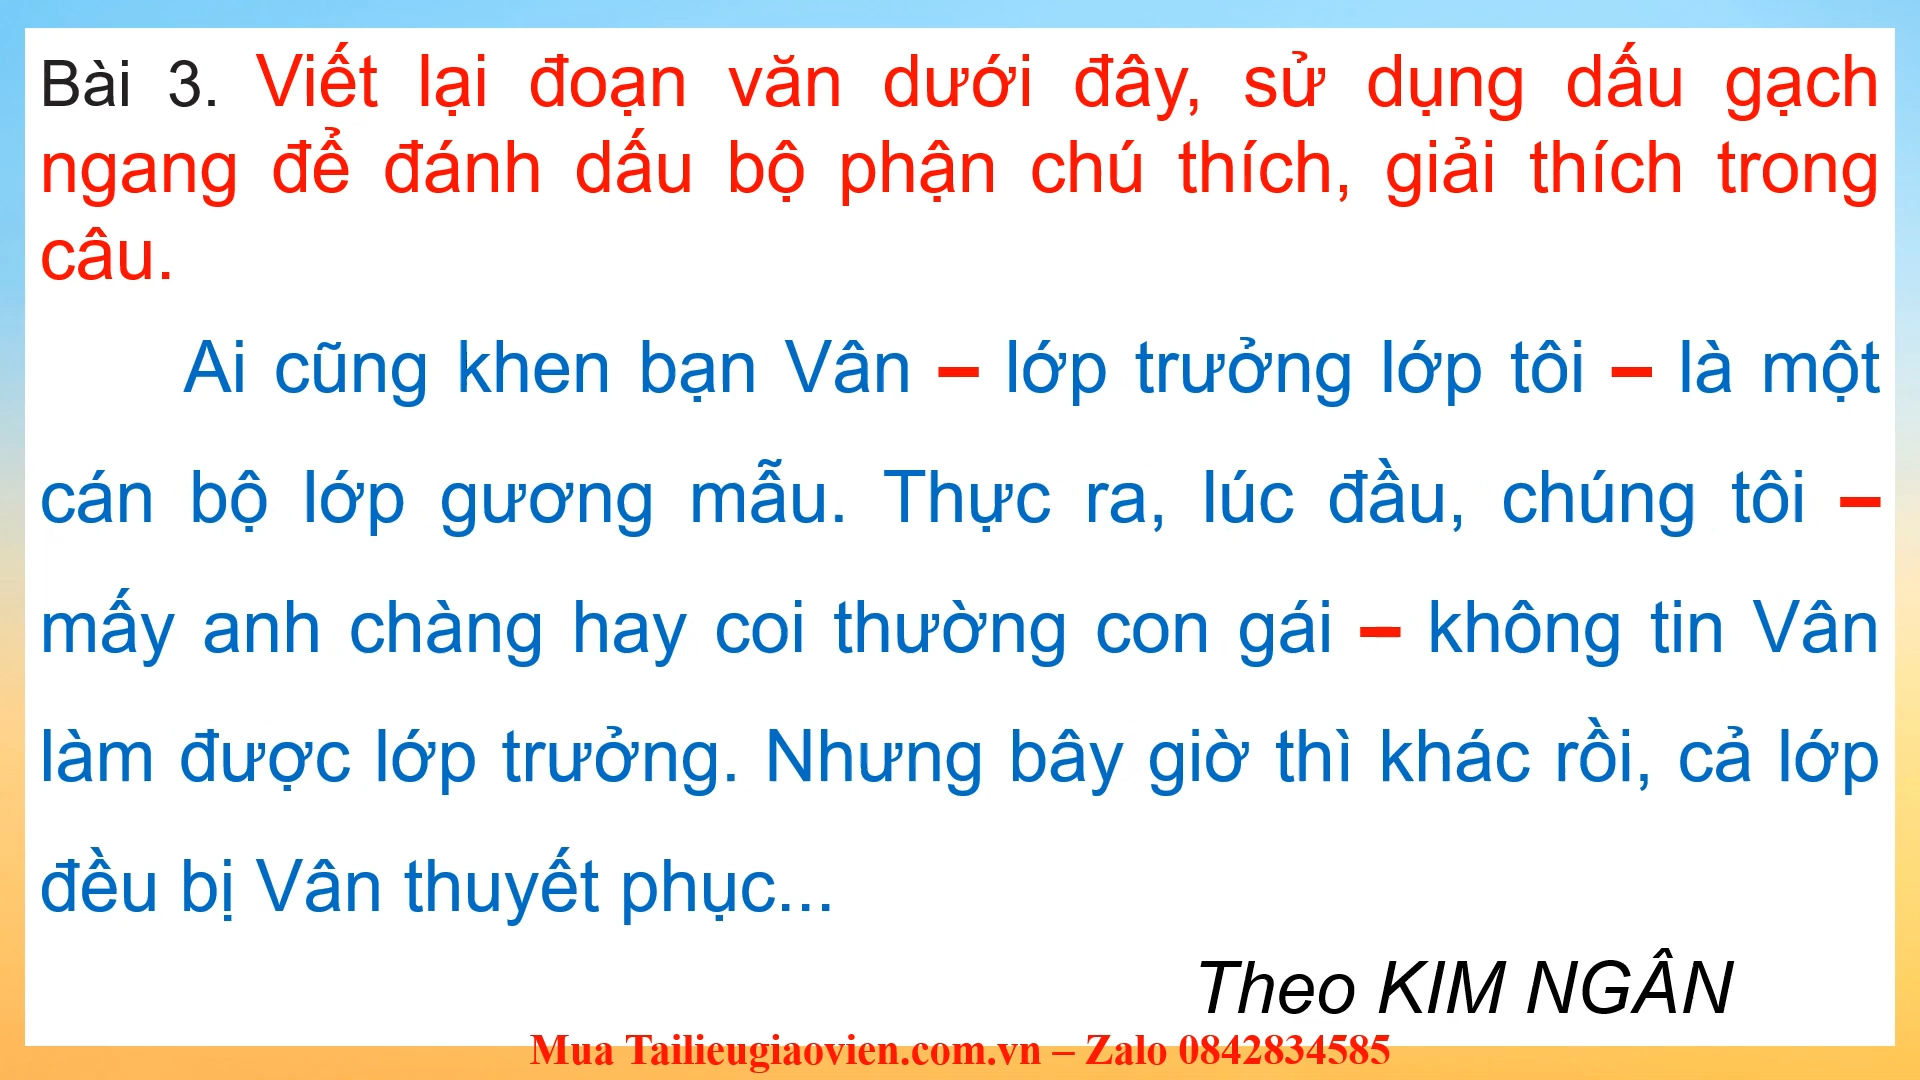 Bài 3. Viết lại đoạn văn dưới đây, sử dụng dấu gạch
ngang để đánh dấu bộ phận chú thích, giải thích trong
câu.
Ai cũng khen bạn Vân – lớp trưởng lớp tôi – là một
cán bộ lớp gương mẫu. Thực ra, lúc đầu, chúng tôi –
mấy anh chàng hay coi thường con gái – không tin Vân
làm được lớp trưởng. Nhưng bây giờ thì khác rồi, cả lớp
đều bị Vân thuyết phục...
Theo KIM NGÂN
Mua Tailieugiaovien.com.vn – Zalo 0842834585